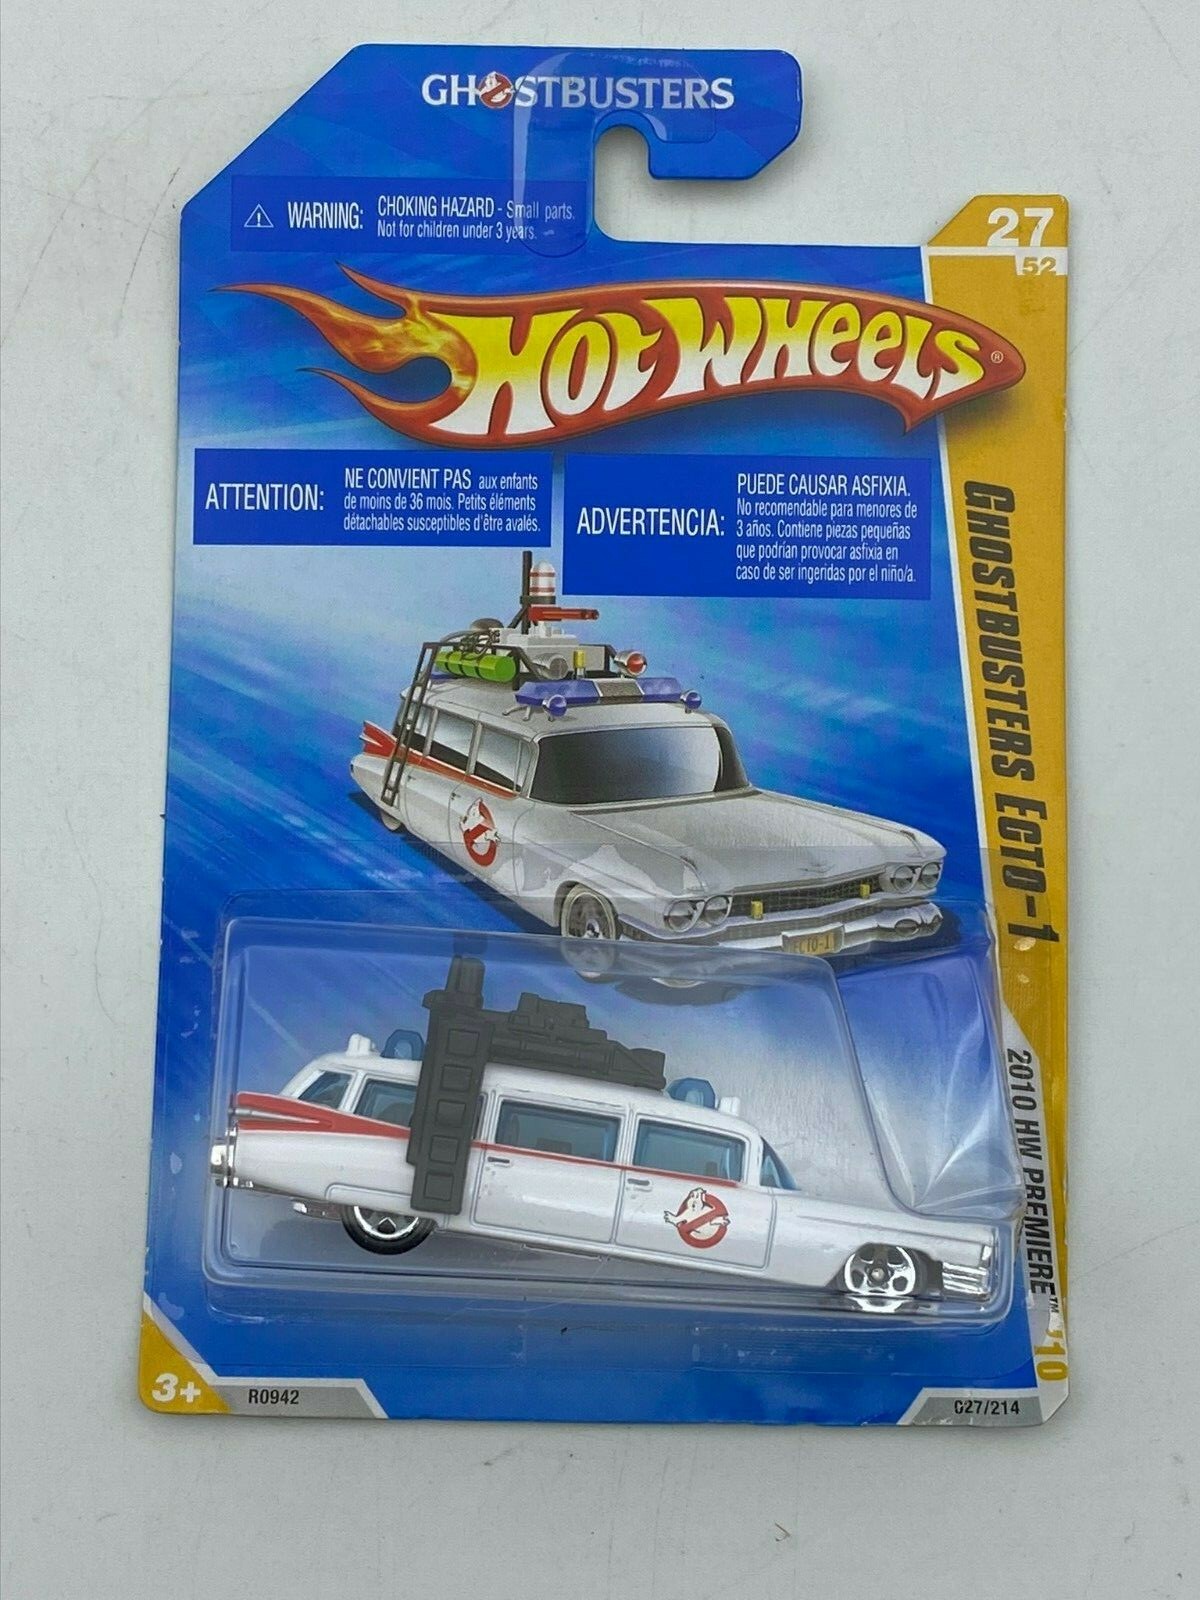 GHOSTBUSTERS
WARNING: CHOKING HAZARD - Small parts.
Not for children under 3 years.
27
52
HOT WHEELS®
ATTENTION: NE CONVIENT PAS aux enfants
de moins de 36 mois. Petits éléments
détachables susceptibles d'être avalés.
ADVERTENCIA: PUEDE CAUSAR ASFIXIA.
No recomendable para menores de
3 años. Contiene piezas pequeñas
que podrían provocar asfixia en
caso de ser ingeridas por el niño/a.
GHOSTBUSTERS ECTO-1
ECTO-1
2010 HW PREMIERE™ '10
3+
R0942
027/214